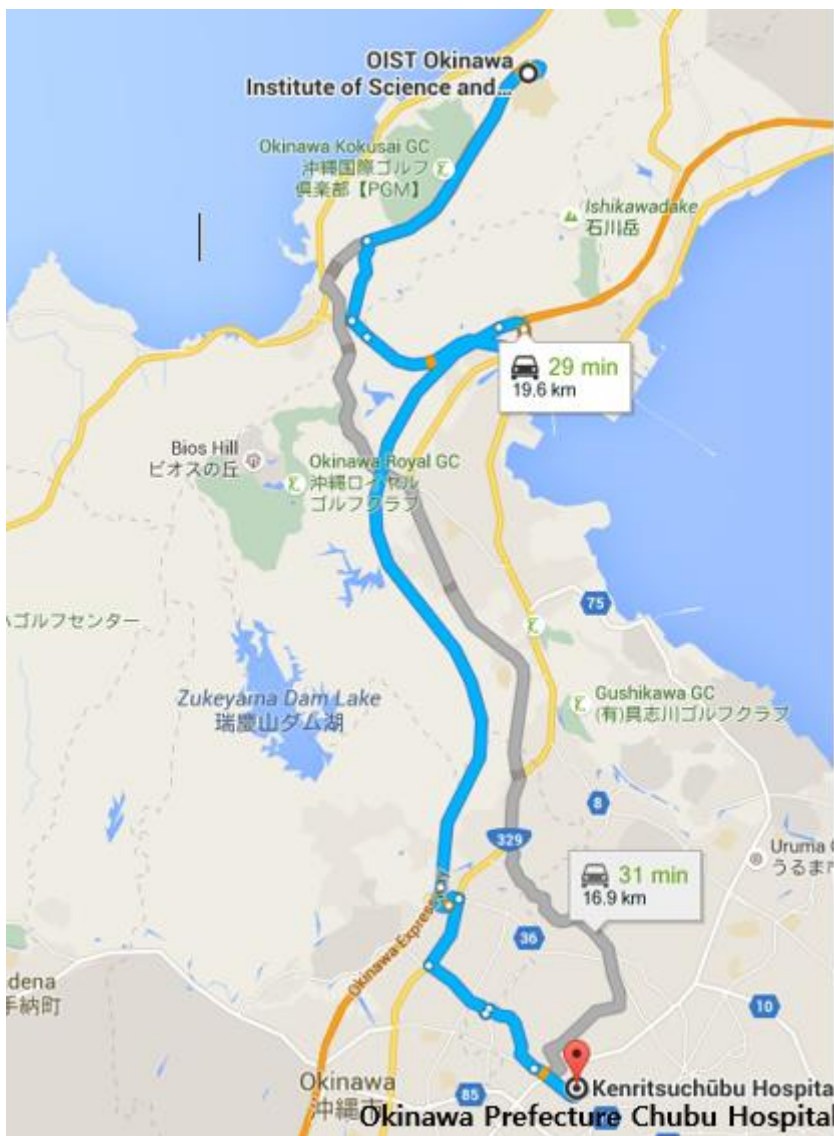 OIST Okinawa
Institute of Science and...
Okinawa Kokusai GC
沖縄国際ゴルフ
倶楽部【PGM】
Ishikawadake
石川岳
29 min
19.6 km
Bios Hill
ビオスの丘
Okinawa Royal GC
沖縄ロイヤル
ゴルフクラブ
ゴルフセンター
75
Zukeyama Dam Lake
瑞慶山ダム湖
Gushikawa GC
(有)具志川ゴルフクラブ
8
329
Uruma
うるま
31 min
16.9 km
Okinawa Expressway
36
dena
手納町
10
Okinawa
沖縄市
85
Kenritsuchūbu Hospita
Okinawa Prefecture Chubu Hospital